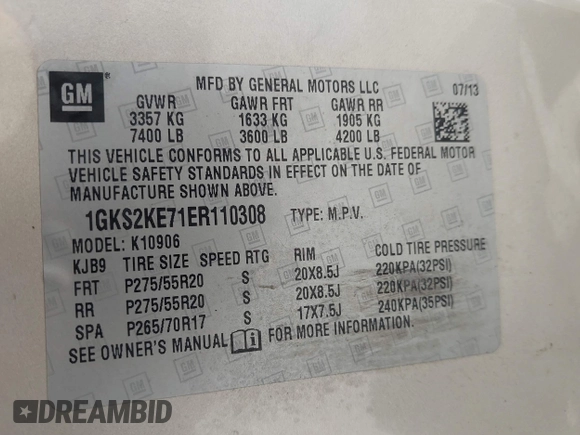 GM
MFD BY GENERAL MOTORS LLC 07/13
GVWR GAWR FRT GAWR RR
3357 KG 1633 KG 1905 KG
7400 LB 3600 LB 4200 LB
THIS VEHICLE CONFORMS TO ALL APPLICABLE U.S. FEDERAL MOTOR
VEHICLE SAFETY STANDARDS IN EFFECT ON THE DATE OF
MANUFACTURE SHOWN ABOVE.
1GKS2KE71ER110308 TYPE: M.P.V.
MODEL: K10906
KJB9 TIRE SIZE SPEED RTG RIM COLD TIRE PRESSURE
FRT P275/55R20 S 20X8.5J 220KPA(32PSI)
RR P275/55R20 S 20X8.5J 220KPA(32PSI)
SPA P265/70R17 S 17X7.5J 240KPA(35PSI)
SEE OWNER'S MANUAL FOR MORE INFORMATION.
DREAMBID